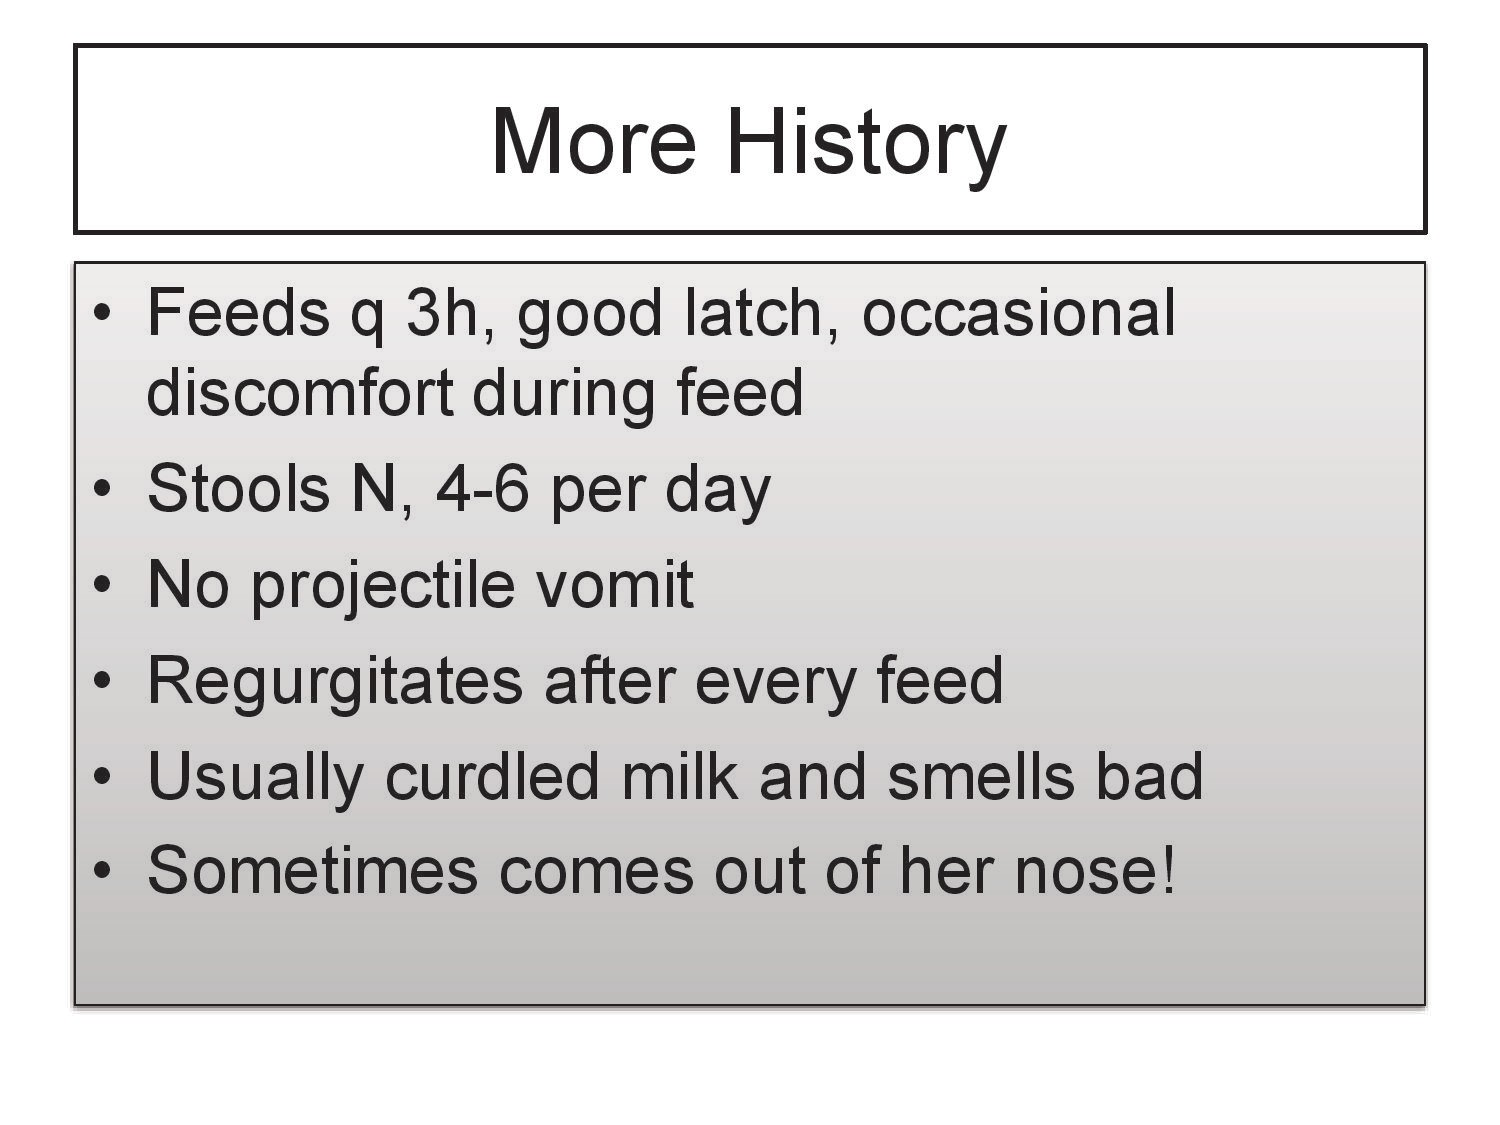 More History
• Feeds q 3h, good latch, occasional
discomfort during feed
• Stools N, 4-6 per day
• No projectile vomit
• Regurgitates after every feed
• Usually curdled milk and smells bad
• Sometimes comes out of her nose!